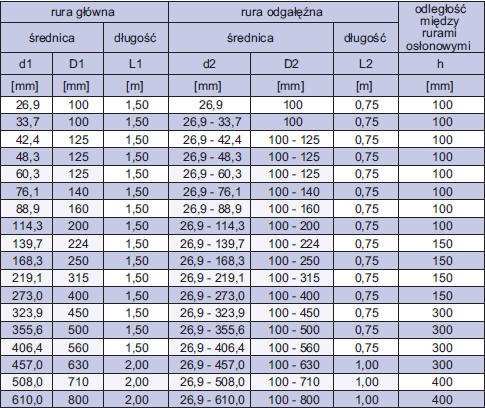 rura główna rura odgałęźna odległość między rurami osłonowymi
średnica długość średnica długość
d1 D1 L1 d2 D2 L2 h
[mm] [mm] [m] [mm] [mm] [m] [mm]
26,9 100 1,50 26,9 100 0,75 100
33,7 100 1,50 26,9 - 33,7 100 0,75 100
42,4 125 1,50 26,9 - 42,4 100 - 125 0,75 100
48,3 125 1,50 26,9 - 48,3 100 - 125 0,75 100
60,3 125 1,50 26,9 - 60,3 100 - 125 0,75 100
76,1 140 1,50 26,9 - 76,1 100 - 140 0,75 100
88,9 160 1,50 26,9 - 88,9 100 - 160 0,75 100
114,3 200 1,50 26,9 - 114,3 100 - 200 0,75 100
139,7 224 1,50 26,9 - 139,7 100 - 224 0,75 150
168,3 250 1,50 26,9 - 168,3 100 - 250 0,75 150
219,1 315 1,50 26,9 - 219,1 100 - 315 0,75 150
273,0 400 1,50 26,9 - 273,0 100 - 400 0,75 150
323,9 450 1,50 26,9 - 323,9 100 - 450 0,75 300
355,6 500 1,50 26,9 - 355,6 100 - 500 0,75 300
406,4 560 1,50 26,9 - 406,4 100 - 560 0,75 300
457,0 630 2,00 26,9 - 457,0 100 - 630 1,00 300
508,0 710 2,00 26,9 - 508,0 100 - 710 1,00 400
610,0 800 2,00 26,9 - 610,0 100 - 800 1,00 400